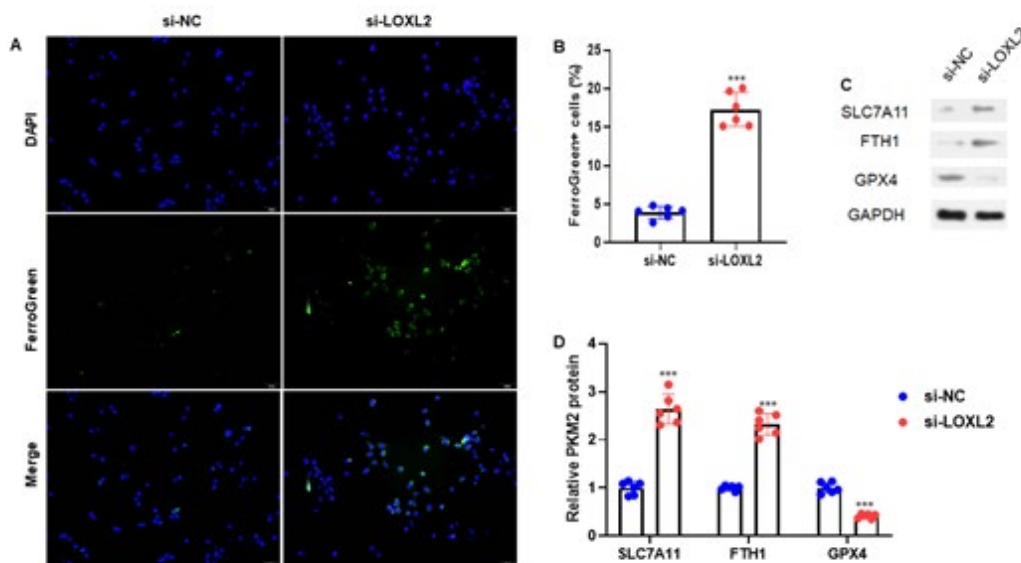 si-NC si-LOXL2
A
DAPI
FerroGreen
Merge
B
FerroGreen+ cells (%)
25
20
15
10
5
0
***
si-NC si-LOXL2
C
si-NC si-LOXL2
SLC7A11
FTH1
GPX4
GAPDH
D
Relative PKM2 protein
4
3
2
1
0
***
***
***
SLC7A11 FTH1 GPX4
si-NC
si-LOXL2